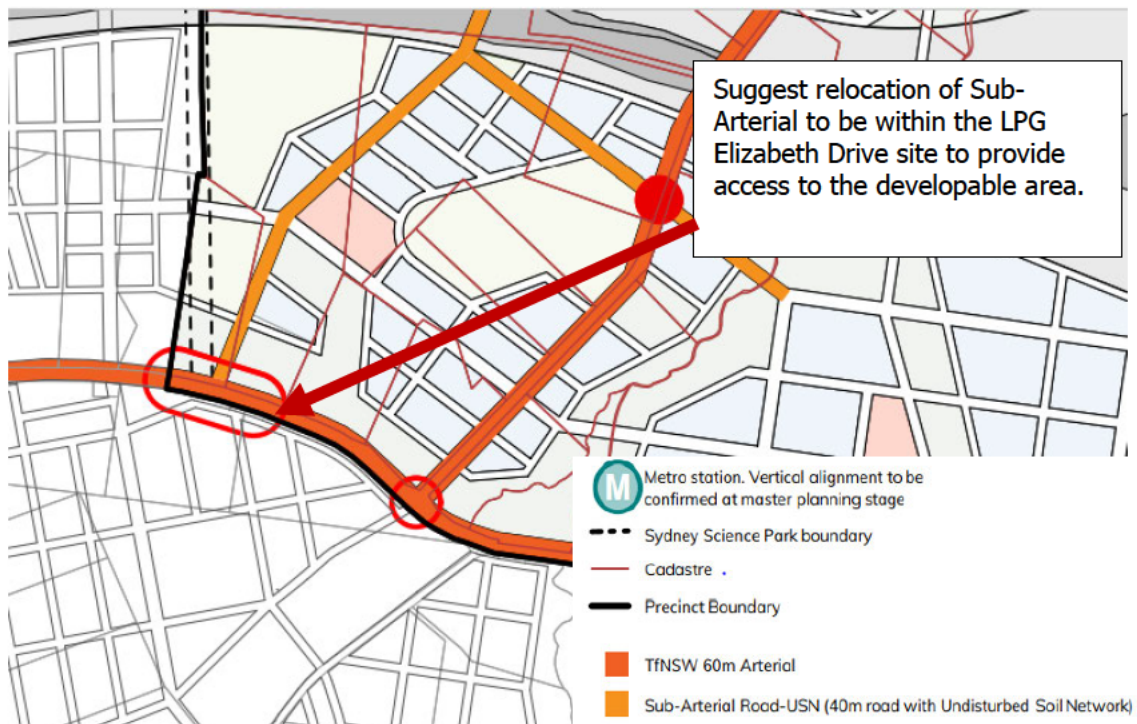 Suggest relocation of Sub-
Arterial to be within the LPG
Elizabeth Drive site to provide
access to the developable area.
M
Metro station. Vertical alignment to be
confirmed at master planning stage
Sydney Science Park boundary
Cadastre .
Precinct Boundary
TfNSW 60m Arterial
Sub-Arterial Road-USN (40m road with Undisturbed Soil Network)